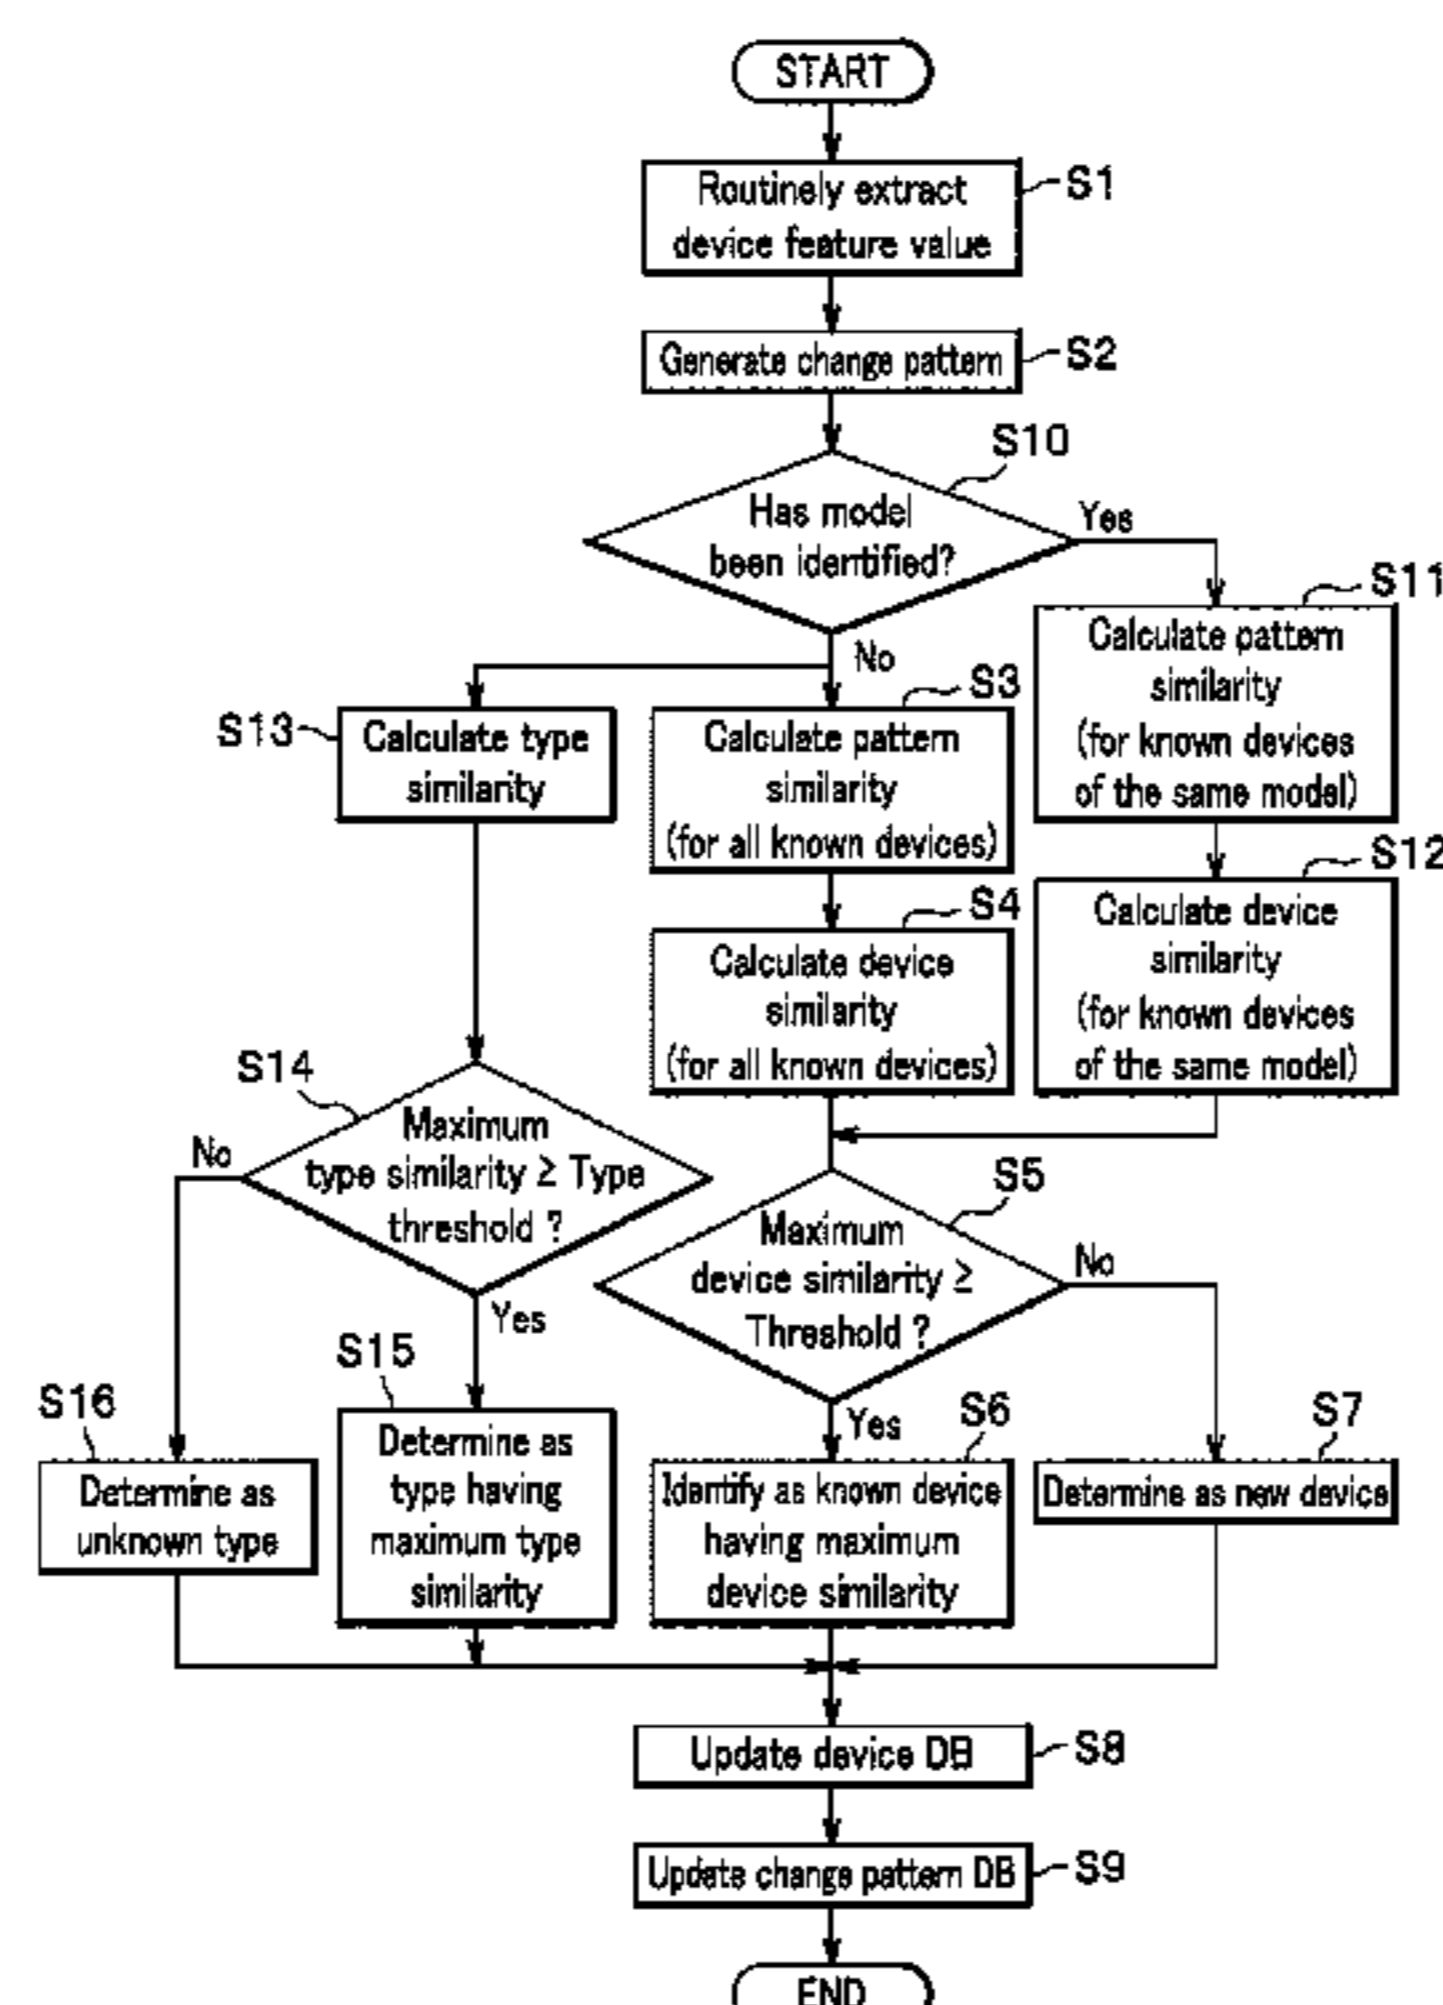 START
Routinely extract
device feature value
S1
Generate change pattern
S2
S10
Has model
been identified?
Yes
No
S11
Calculate pattern
similarity
(for known devices
of the same model)
S3
Calculate pattern
similarity
(for all known devices)
S13
Calculate type
similarity
S12
Calculate device
similarity
(for known devices
of the same model)
S4
Calculate device
similarity
(for all known devices)
S14
Maximum
type similarity ≥ Type
threshold ?
No
Yes
S5
Maximum
device similarity ≥
Threshold ?
No
Yes
S16
Determine as
unknown type
S15
Determine as
type having
maximum type
similarity
S6
Identify as known device
having maximum
device similarity
S7
Determine as new device
Update device DB
S8
Update change pattern DB
S9
END